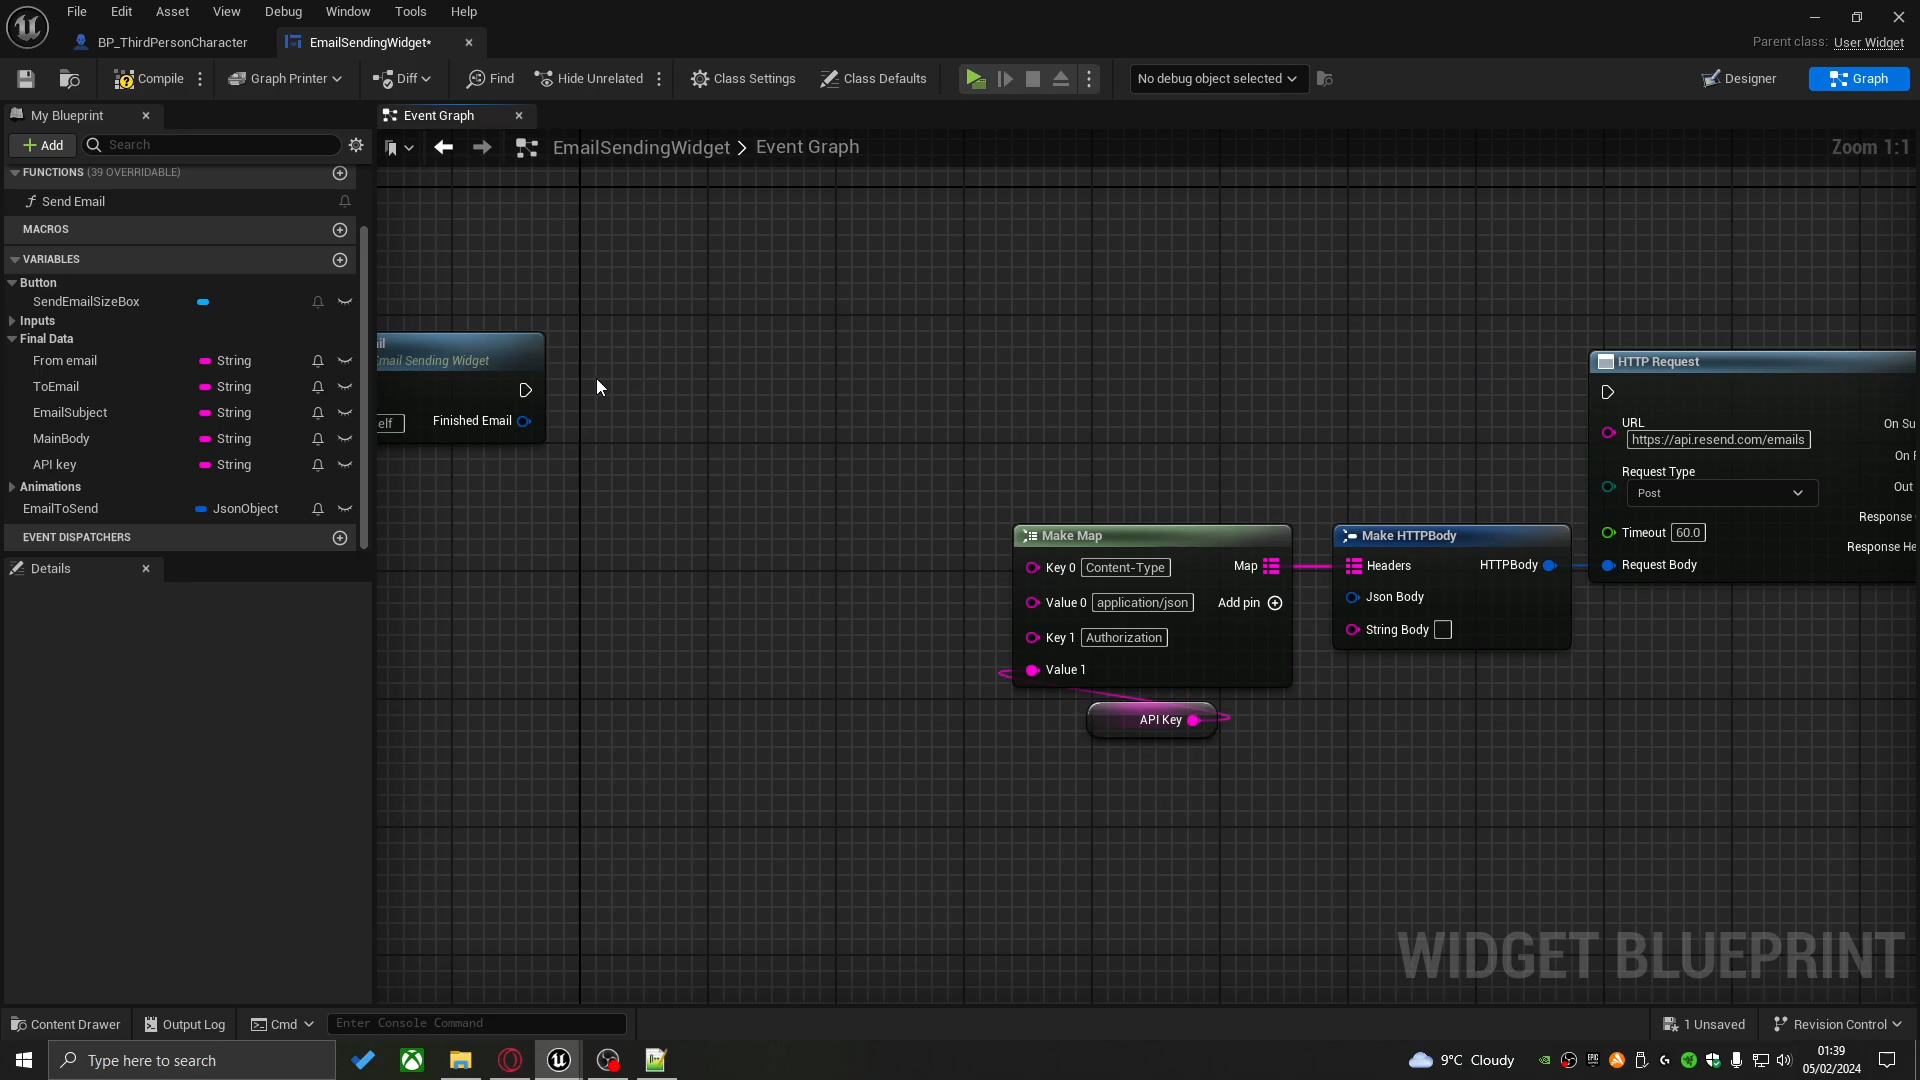 File Edit Asset View Debug Window Tools Help
BP_ThirdPersonCharacter
EmailSendingWidget*
Parent class: User Widget
Compile
Graph Printer
Diff
Find
Hide Unrelated
Class Settings
Class Defaults
No debug object selected
Designer
Graph
My Blueprint
Event Graph
Add
Search
EmailSendingWidget > Event Graph
Zoom 1:1
FUNCTIONS (39 OVERRIDABLE)
Send Email
MACROS
VARIABLES
Button
SendEmailSizeBox
Inputs
Final Data
From email String
ToEmail String
EmailSubject String
MainBody String
API key String
Animations
EmailToSend JsonObject
EVENT DISPATCHERS
Details
il
Email Sending Widget
elf
Finished Email
Make Map
Key 0 Content-Type Map
Value 0 application/json Add pin
Key 1 Authorization
Value 1
API Key
Make HTTPBody
Headers HTTPBody
Json Body
String Body
HTTP Request
URL
https://api.resend.com/emails
On Su
Request Type
Post
Out
Timeout 60.0
Response
Response He
Request Body
WIDGET BLUEPRINT
Content Drawer
Output Log
Cmd
Enter Console Command
1 Unsaved
Revision Control
Type here to search
9°C Cloudy
01:39
05/02/2024